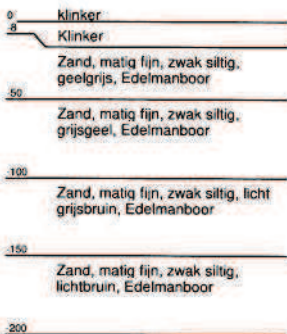 0 klinker
-8 Klinker
Zand, matig fijn, zwak siltig,
geelgrijs, Edelmanboor
-50
Zand, matig fijn, zwak siltig,
grijsgeel, Edelmanboor
-100
Zand, matig fijn, zwak siltig, licht
grijsbruin, Edelmanboor
-150
Zand, matig fijn, zwak siltig,
lichtbruin, Edelmanboor
-200